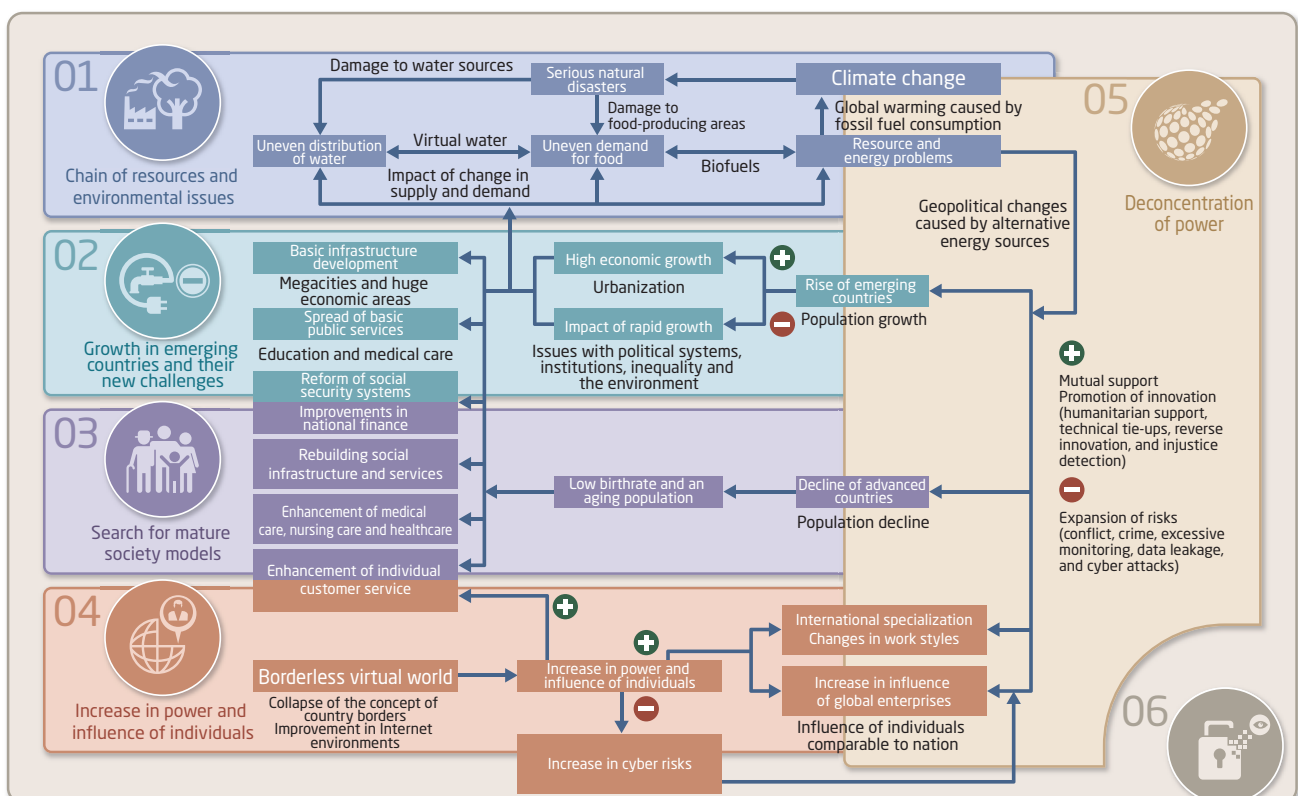 01
Chain of resources and
environmental issues
Damage to water sources
Serious natural
disasters
Climate change
Damage to
food-producing areas
Global warming caused by
fossil fuel consumption
Uneven distribution
of water
Virtual water
Uneven demand
for food
Biofuels
Resource and
energy problems
Impact of change in
supply and demand
02
Growth in emerging
countries and their
new challenges
Basic infrastructure
development
Megacities and huge
economic areas
Spread of basic
public services
Education and medical care
Reform of social
security systems
High economic growth
Urbanization
Impact of rapid growth
Issues with political systems,
institutions, inequality and
the environment
Rise of emerging
countries
Population growth
03
Search for mature
society models
Improvements in
national finance
Rebuilding social
infrastructure and services
Enhancement of medical
care, nursing care and healthcare
Enhancement of individual
customer service
Low birthrate and an
aging population
Decline of advanced
countries
Population decline
04
Increase in power and
influence of individuals
Borderless virtual world
Collapse of the concept of
country borders
Improvement in Internet
environments
Increase in power and
influence of individuals
Increase in cyber risks
International specialization
Changes in work styles
Increase in influence
of global enterprises
Influence of individuals
comparable to nation
05
Deconcentration
of power
Geopolitical changes
caused by alternative
energy sources
Mutual support
Promotion of innovation
(humanitarian support,
technical tie-ups, reverse
innovation, and injustice
detection)
Expansion of risks
(conflict, crime, excessive
monitoring, data leakage,
and cyber attacks)
06